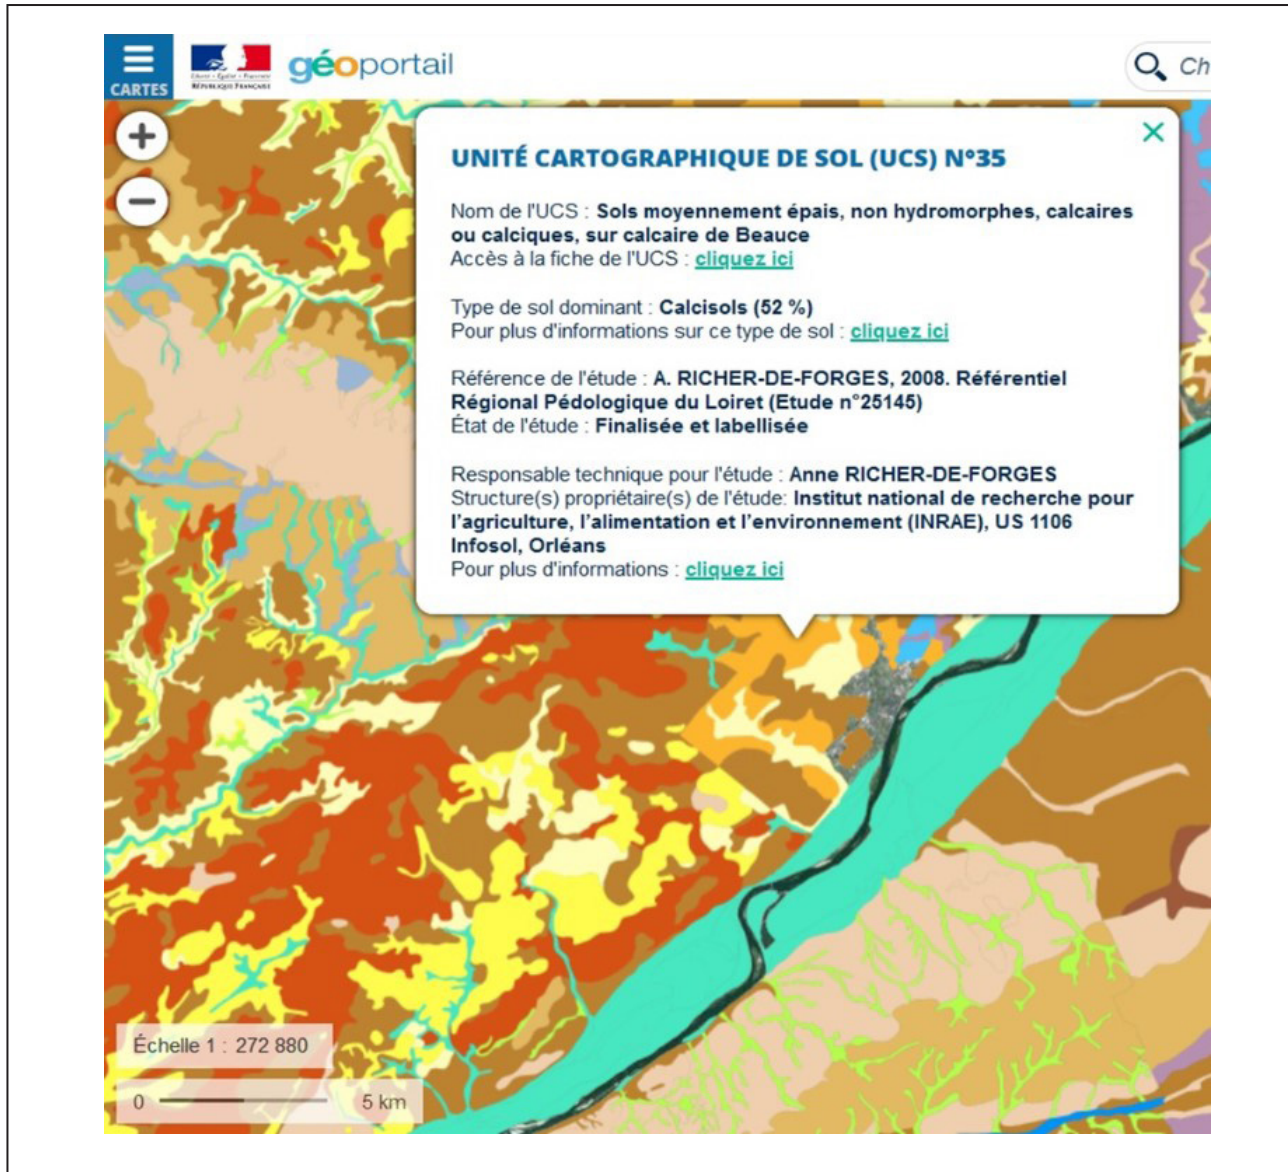 CARTES
Liberté • Égalité • Fraternité
RÉPUBLIQUE FRANÇAISE
géoportail
Ch
+
−
UNITÉ CARTOGRAPHIQUE DE SOL (UCS) N°35
Nom de l'UCS : Sols moyennement épais, non hydromorphes, calcaires
ou calciques, sur calcaire de Beauce
Accès à la fiche de l'UCS : cliquez ici
Type de sol dominant : Calcisols (52 %)
Pour plus d'informations sur ce type de sol : cliquez ici
Référence de l'étude : A. RICHER-DE-FORGES, 2008. Référentiel
Régional Pédologique du Loiret (Etude n°25145)
État de l'étude : Finalisée et labellisée
Responsable technique pour l'étude : Anne RICHER-DE-FORGES
Structure(s) propriétaire(s) de l'étude: Institut national de recherche pour
l’agriculture, l’alimentation et l’environnement (INRAE), US 1106
Infosol, Orléans
Pour plus d'informations : cliquez ici
Échelle 1 : 272 880
0 5 km